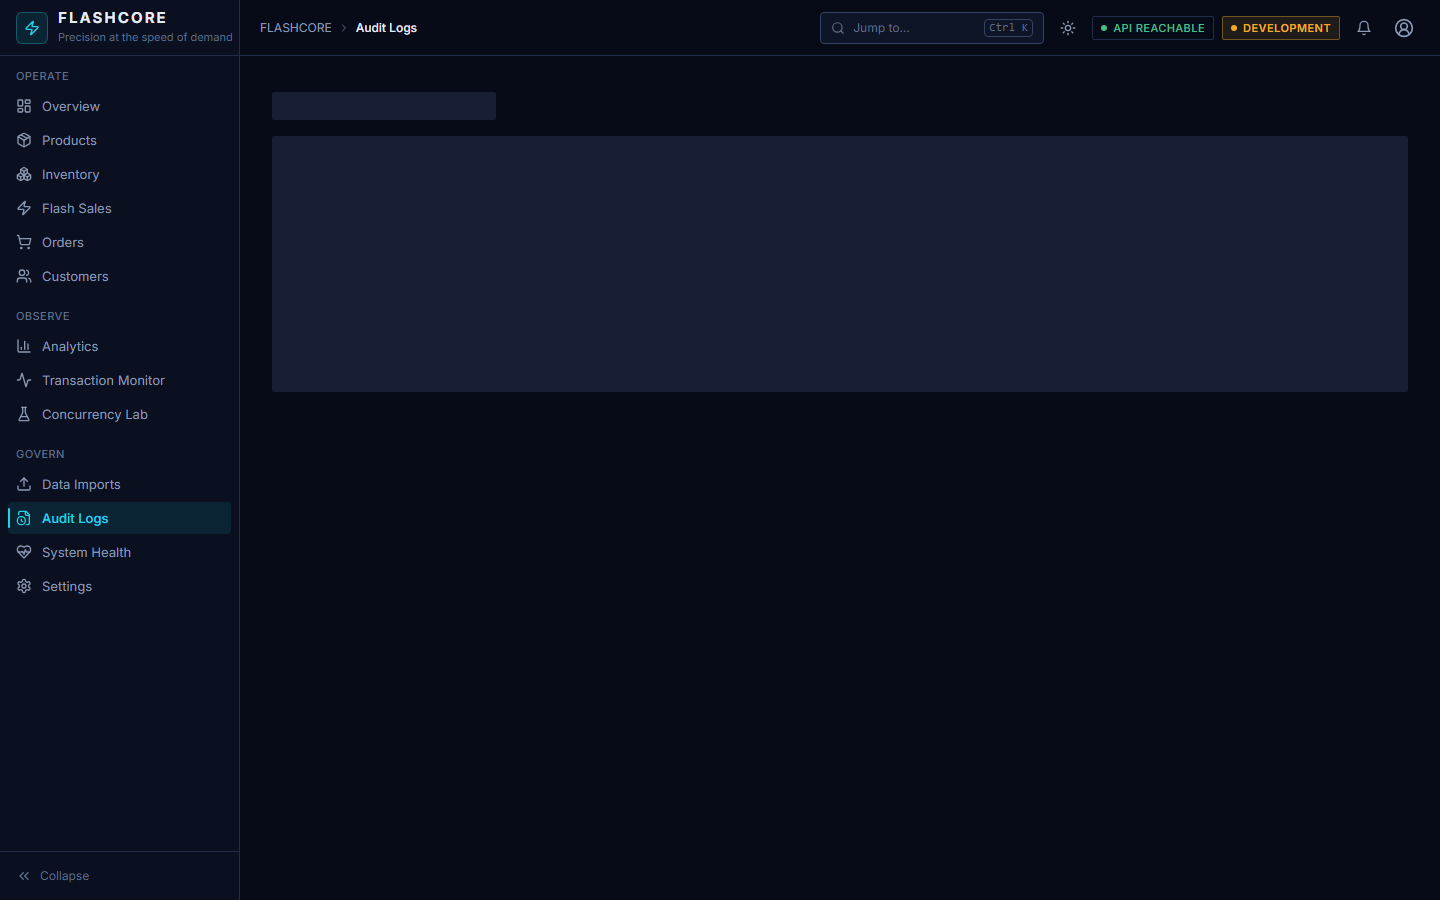 FLASHCORE
Precision at the speed of demand
FLASHCORE > Audit Logs
Jump to...
Ctrl K
API REACHABLE
DEVELOPMENT
OPERATE
Overview
Products
Inventory
Flash Sales
Orders
Customers
OBSERVE
Analytics
Transaction Monitor
Concurrency Lab
GOVERN
Data Imports
Audit Logs
System Health
Settings
Collapse